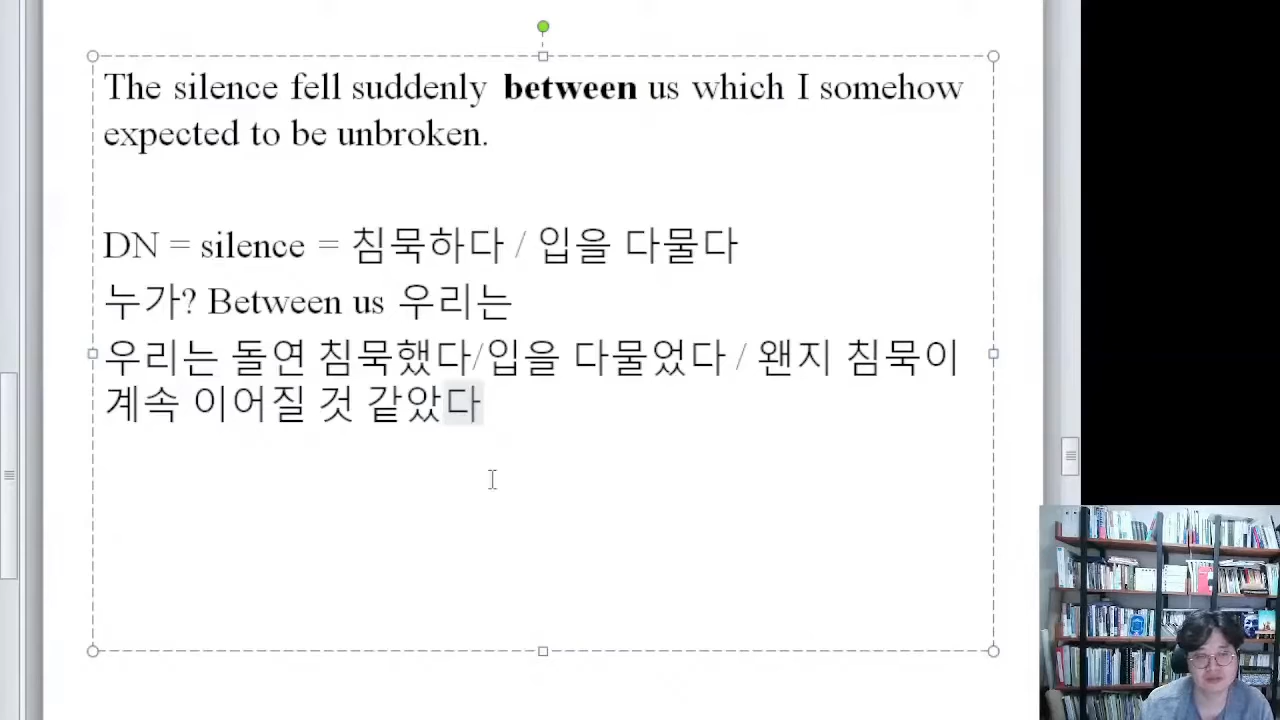 The silence fell suddenly between us which I somehow
expected to be unbroken.
DN = silence = 침묵하다 / 입을 다물다
누가? Between us 우리는
우리는 돌연 침묵했다/입을 다물었다 / 왠지 침묵이
계속 이어질 것 같았다